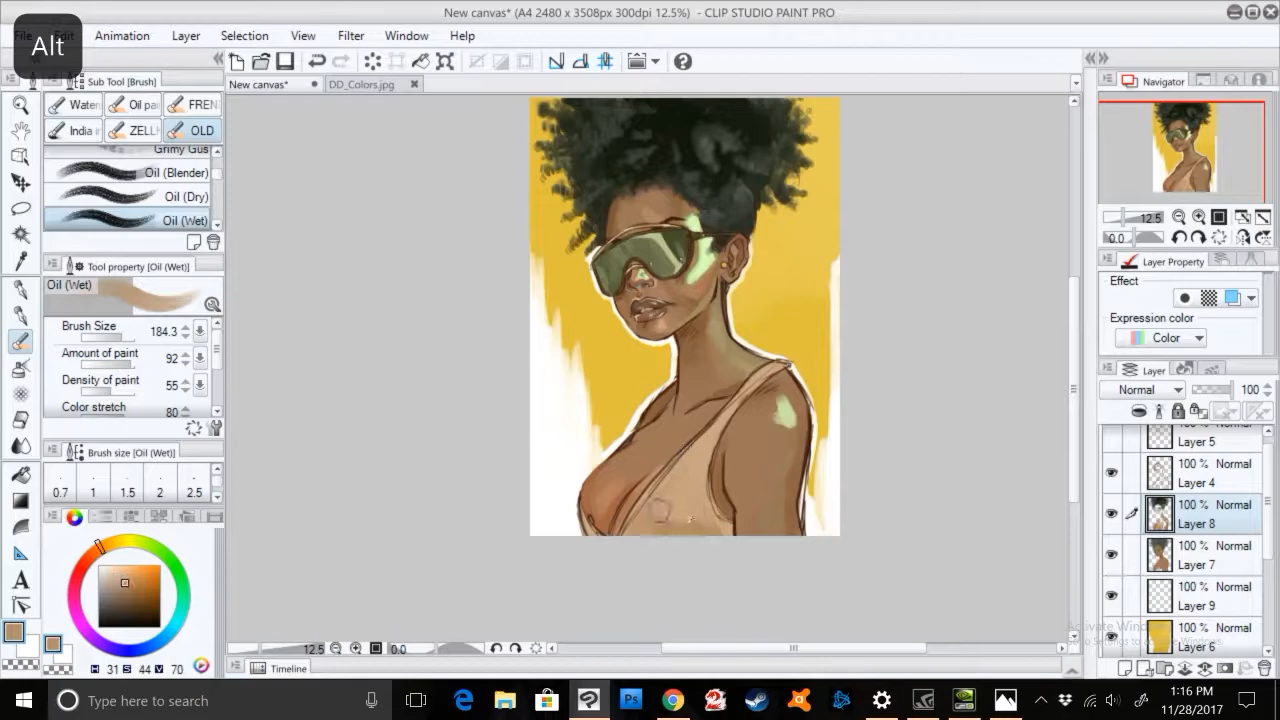 New canvas* (A4 2480 x 3508px 300dpi 12.5%) - CLIP STUDIO PAINT PRO
Alt
File Edit Animation Layer Selection View Filter Window Help
Sub Tool [Brush]
New canvas* DD_Colors.jpg
Navigator
Water Oil pai FREN
India i ZELL OLD
Grimy Gus
Oil (Blender)
Oil (Dry)
Oil (Wet)
12.5
0.0
Tool property [Oil (Wet)]
Layer Property
Oil (Wet)
Effect
Brush Size 184.3
Expression color
Amount of paint 92
Color
Density of paint 55
Color stretch 80
Layer
Normal 100
Brush size [Oil (Wet)]
0.7 1 1.5 2 2.5
Layer 5
100 % Normal
Layer 4
100 % Normal
Layer 8
100 % Normal
Layer 7
100 % Normal
Layer 9
100 % Normal
Layer 6
H 31 S 44 V 70
12.5 0.0
Timeline
Type here to search
1:16 PM
11/28/2017